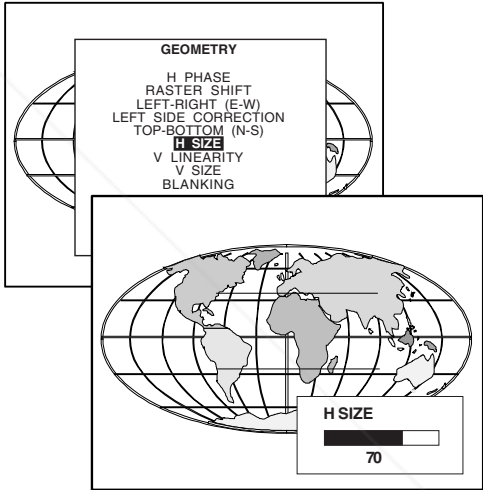 GEOMETRY
H PHASE
RASTER SHIFT
LEFT-RIGHT (E-W)
LEFT SIDE CORRECTION
TOP-BOTTOM (N-S)
H SIZE
V LINEARITY
V SIZE
BLANKING
H SIZE
70